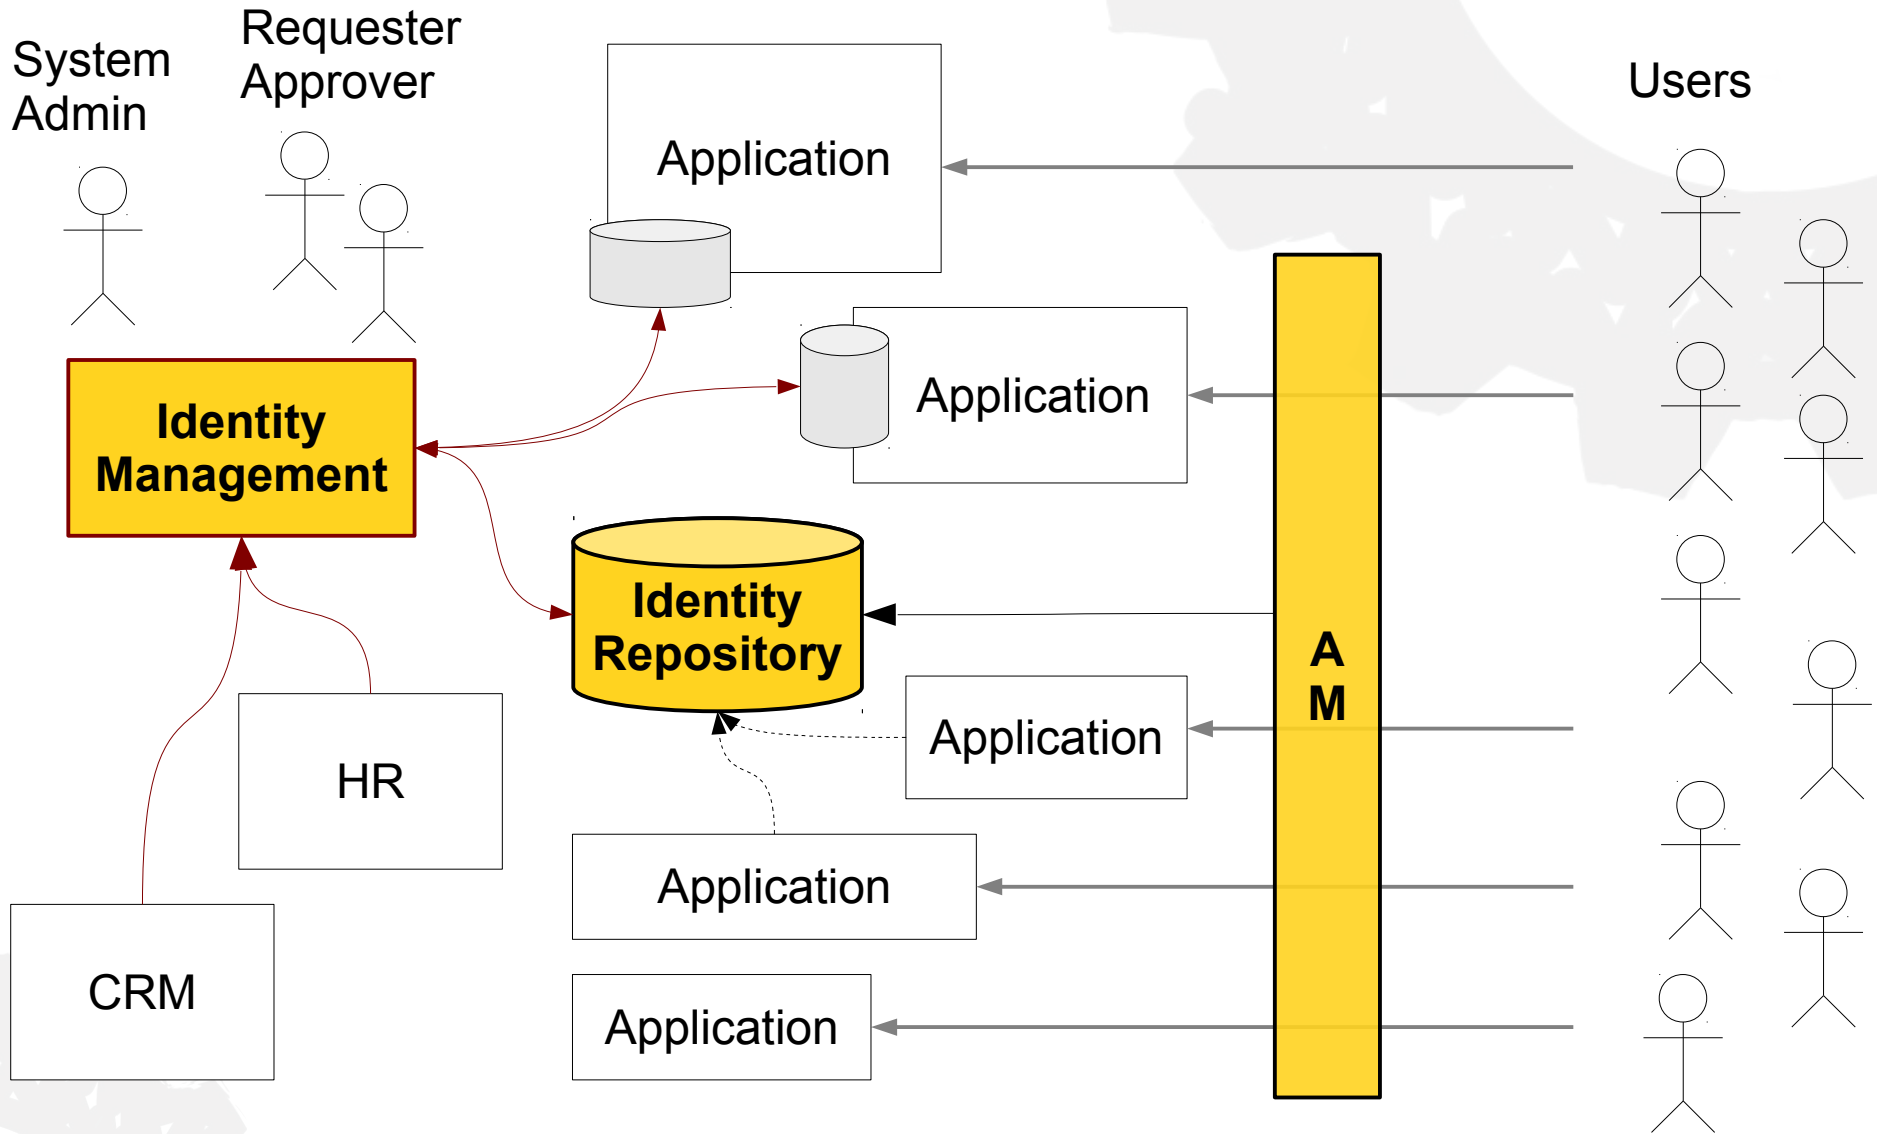 System
Admin
Requester
Approver
Users
Application
Application
Identity
Management
Identity
Repository
A
M
Application
HR
Application
CRM
Application